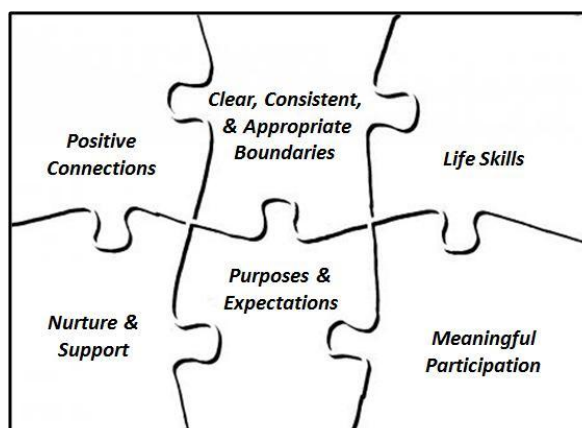 Positive
Connections
Clear, Consistent,
& Appropriate
Boundaries
Life Skills
Nurture &
Support
Purposes &
Expectations
Meaningful
Participation